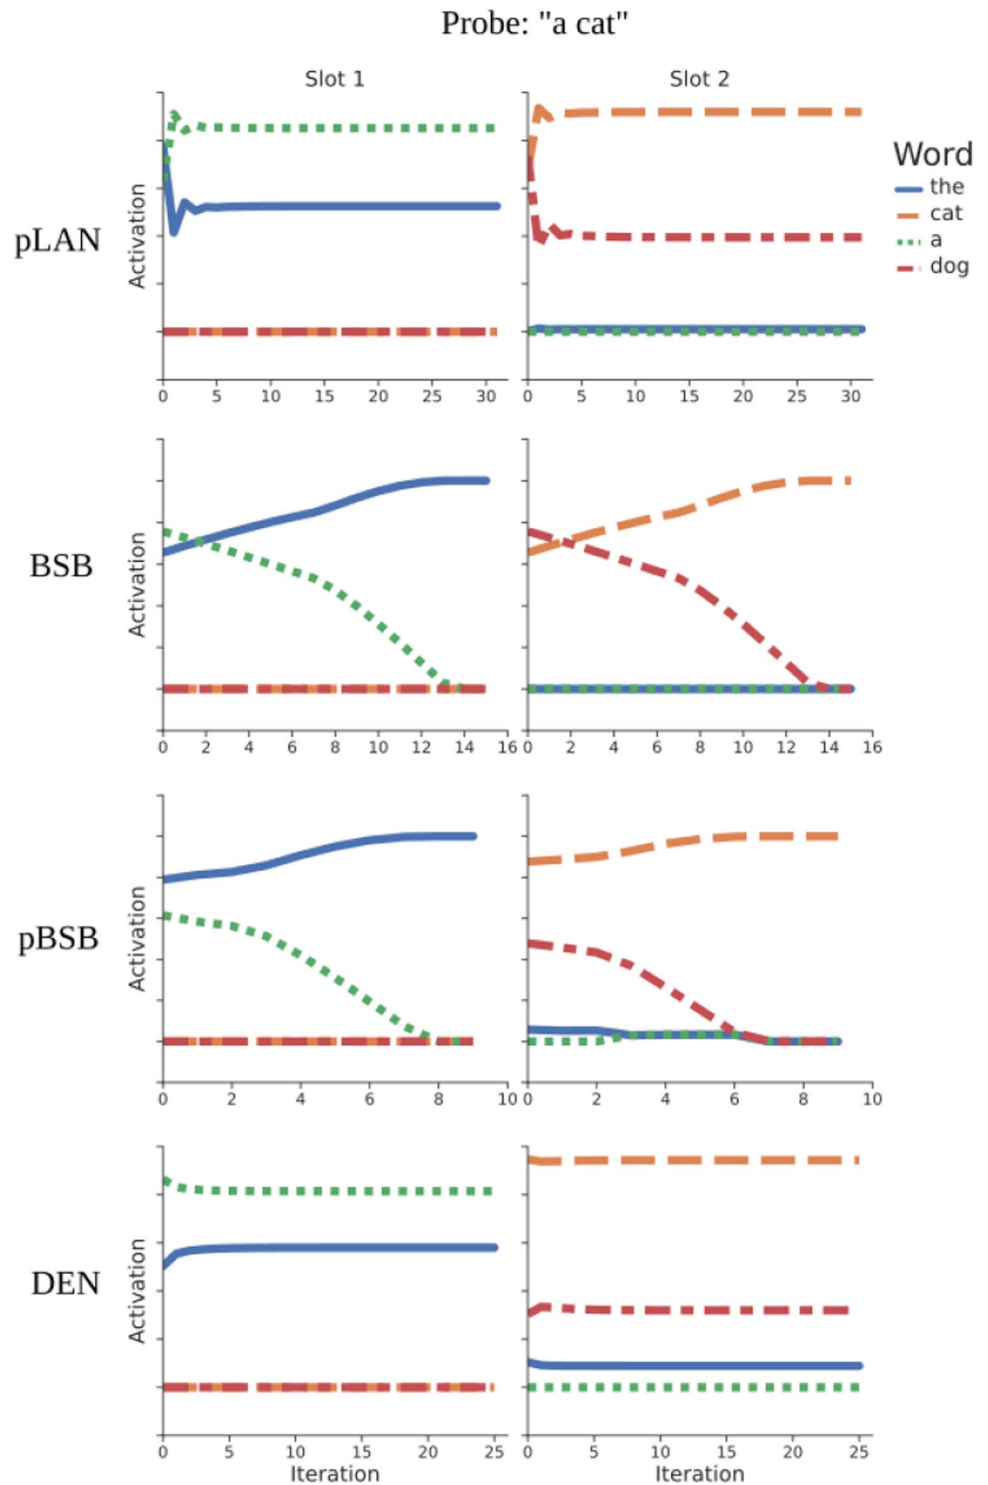 Probe: "a cat"
Slot 1 Slot 2
Word
the
cat
a
dog
pLAN
Activation
0 5 10 15 20 25 30 0 5 10 15 20 25 30
BSB
Activation
0 2 4 6 8 10 12 14 16 0 2 4 6 8 10 12 14 16
pBSB
Activation
0 2 4 6 8 10 0 2 4 6 8 10
DEN
Activation
0 5 10 15 20 25 0 5 10 15 20 25
Iteration Iteration